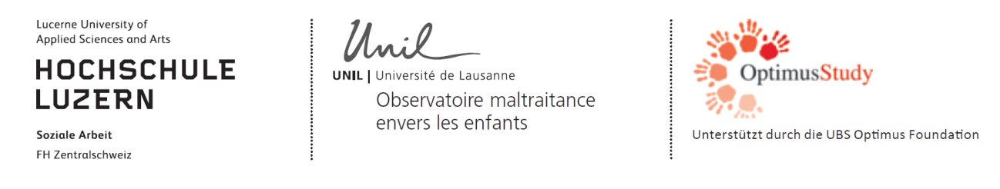 Lucerne University of
Applied Sciences and Arts
HOCHSCHULE
LUZERN
Soziale Arbeit
FH Zentralschweiz
Unil
UNIL | Université de Lausanne
Observatoire maltraitance
envers les enfants
OptimusStudy
Unterstützt durch die UBS Optimus Foundation